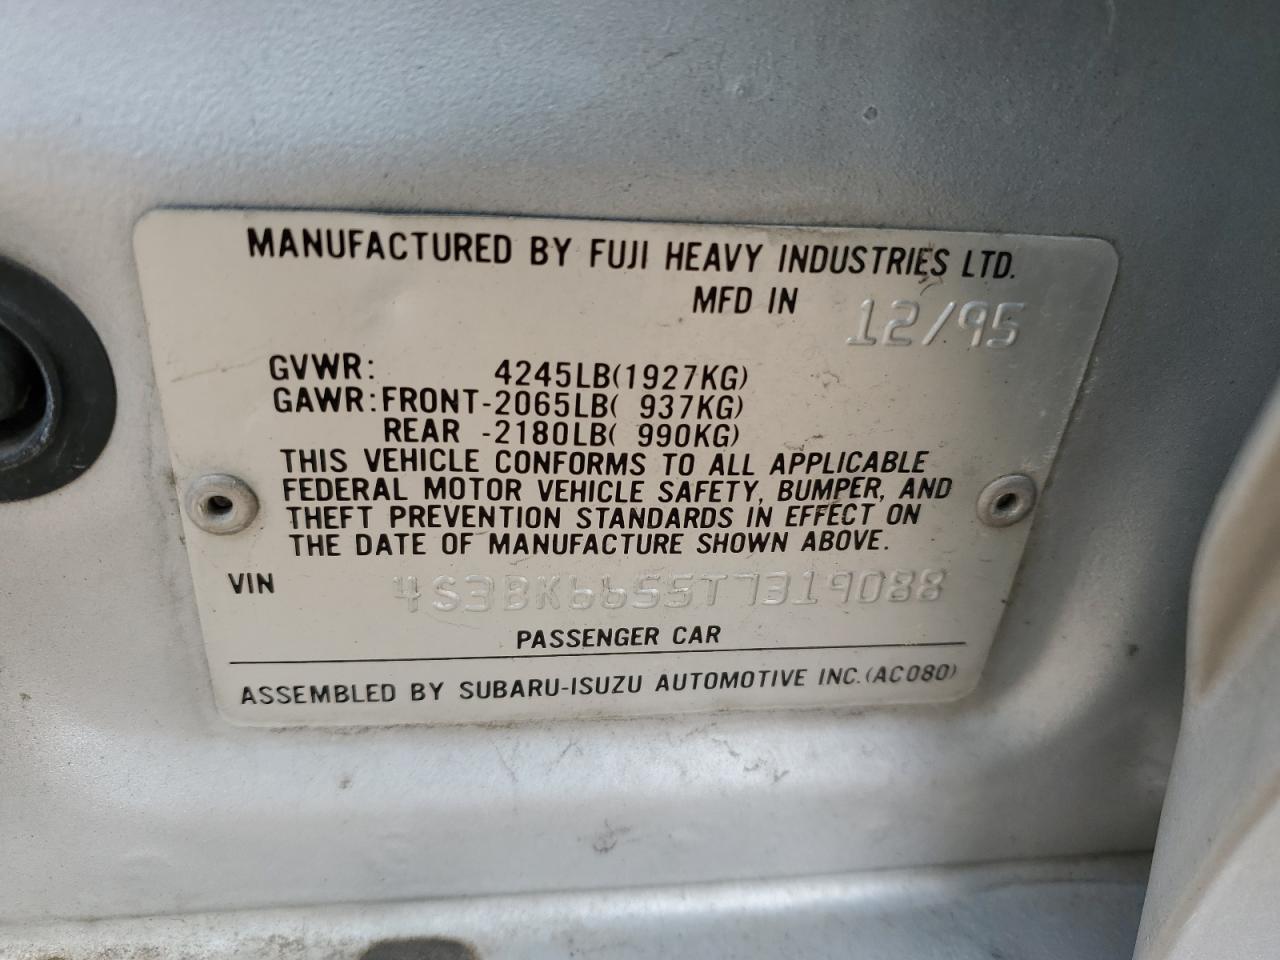 MANUFACTURED BY FUJI HEAVY INDUSTRIES LTD.
MFD IN 12/95
GVWR: 4245LB(1927KG)
GAWR:FRONT-2065LB( 937KG)
REAR -2180LB( 990KG)
THIS VEHICLE CONFORMS TO ALL APPLICABLE
FEDERAL MOTOR VEHICLE SAFETY, BUMPER, AND
THEFT PREVENTION STANDARDS IN EFFECT ON
THE DATE OF MANUFACTURE SHOWN ABOVE.
VIN 4S3BK6655T7319088
PASSENGER CAR
ASSEMBLED BY SUBARU-ISUZU AUTOMOTIVE INC.(AC080)